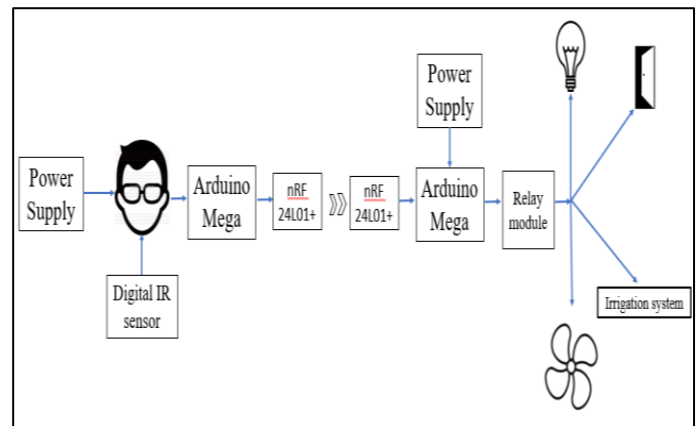 Power
Supply
Digital IR
sensor
Arduino
Mega
nRF
24L01+
nRF
24L01+
Power
Supply
Arduino
Mega
Relay
module
Irrigation system